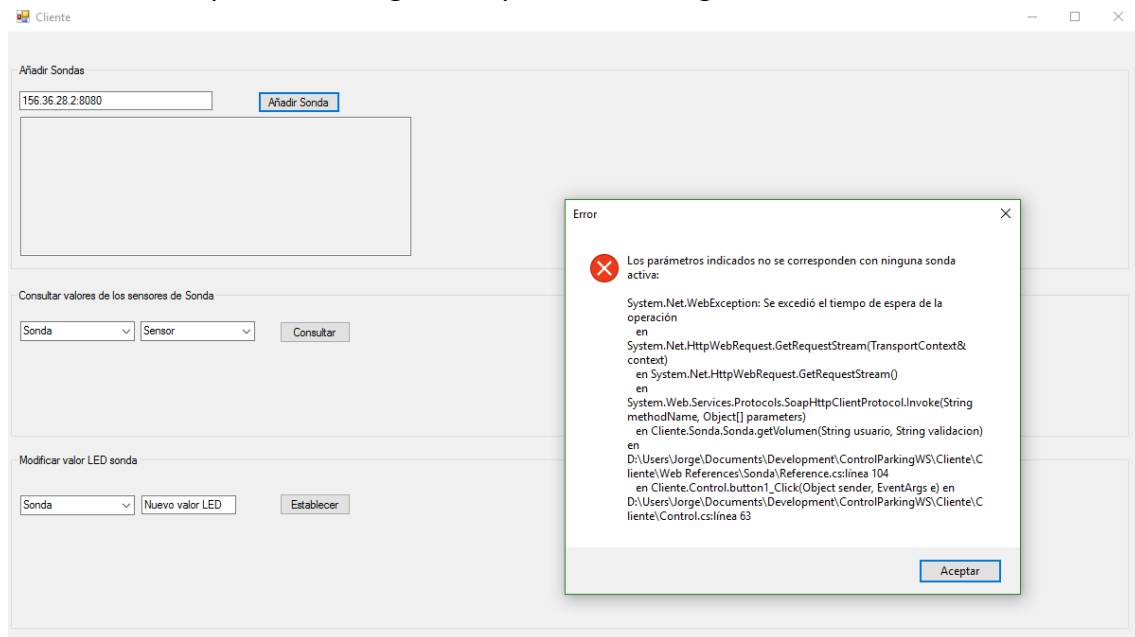 Cliente
Añadir Sondas
156.36.28.2:8080
Añadir Sonda
Error
Los parámetros indicados no se corresponden con ninguna sonda
activa:
System.Net.WebException: Se excedió el tiempo de espera de la
operación
en
System.Net.HttpWebRequest.GetRequestStream(TransportContext&
context)
en System.Net.HttpWebRequest.GetRequestStream()
en
System.Web.Services.Protocols.SoapHttpClientProtocol.Invoke(String
methodName, Object[] parameters)
en Cliente.Sonda.Sonda.getVolumen(String usuario, String validacion)
en
D:\Users\Jorge\Documents\Development\ControlParkingWS\Cliente\C
liente\Web References\Sonda\Reference.cs:línea 104
en Cliente.Control.button1_Click(Object sender, EventArgs e) en
D:\Users\Jorge\Documents\Development\ControlParkingWS\Cliente\C
liente\Control.cs:línea 63
Aceptar
Consultar valores de los sensores de Sonda
Sonda
Sensor
Consultar
Modificar valor LED sonda
Sonda
Nuevo valor LED
Establecer